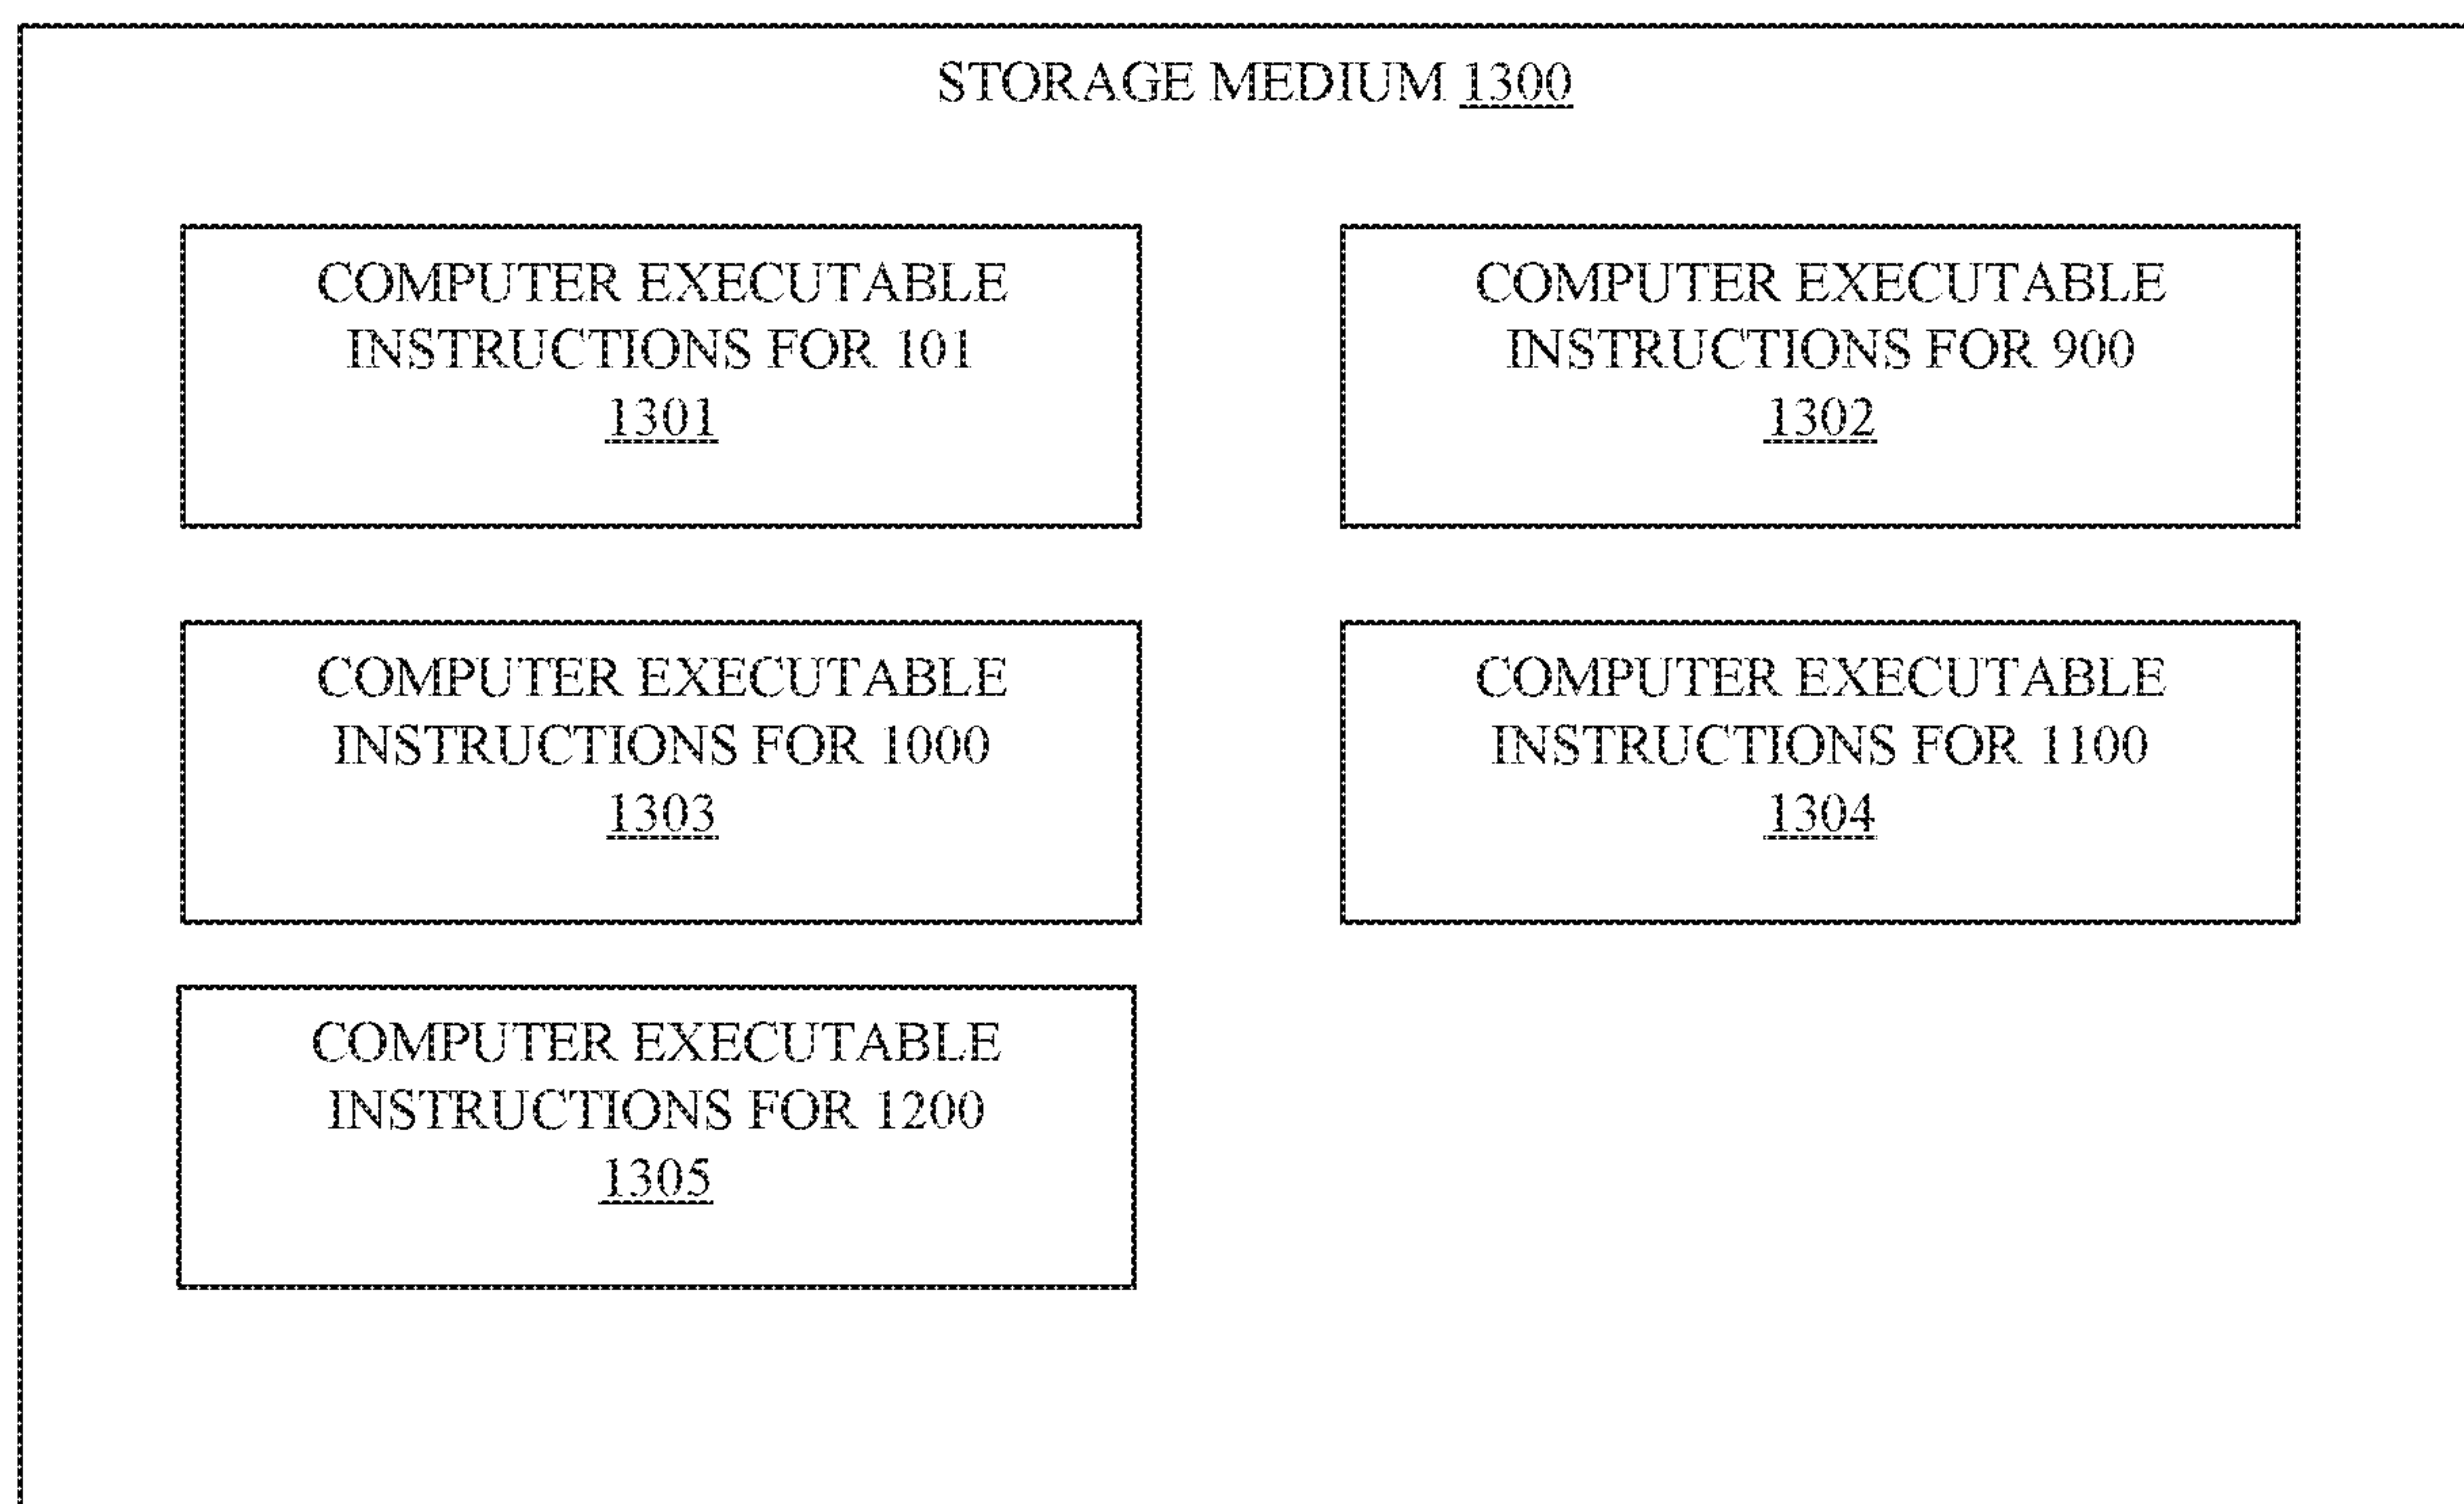 STORAGE MEDIUM 1300
COMPUTER EXECUTABLE
INSTRUCTIONS FOR 101
1301
COMPUTER EXECUTABLE
INSTRUCTIONS FOR 900
1302
COMPUTER EXECUTABLE
INSTRUCTIONS FOR 1000
1303
COMPUTER EXECUTABLE
INSTRUCTIONS FOR 1100
1304
COMPUTER EXECUTABLE
INSTRUCTIONS FOR 1200
1305